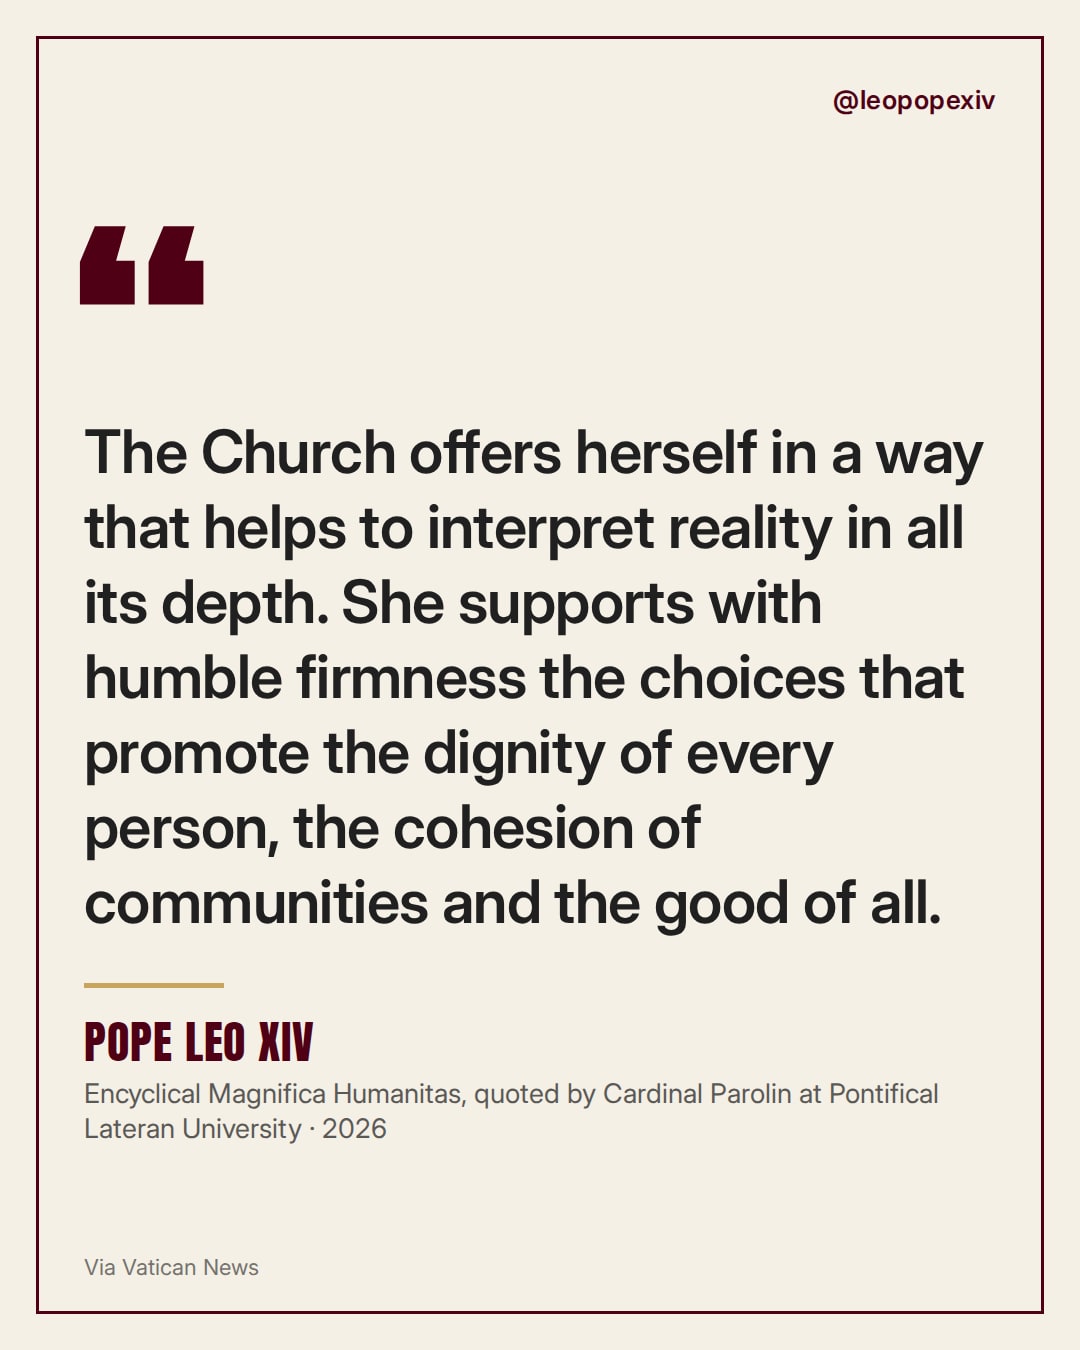 @leopopexiv
“
The Church offers herself in a way
that helps to interpret reality in all
its depth. She supports with
humble firmness the choices that
promote the dignity of every
person, the cohesion of
communities and the good of all.
POPE LEO XIV
Encyclical Magnifica Humanitas, quoted by Cardinal Parolin at Pontifical
Lateran University · 2026
Via Vatican News